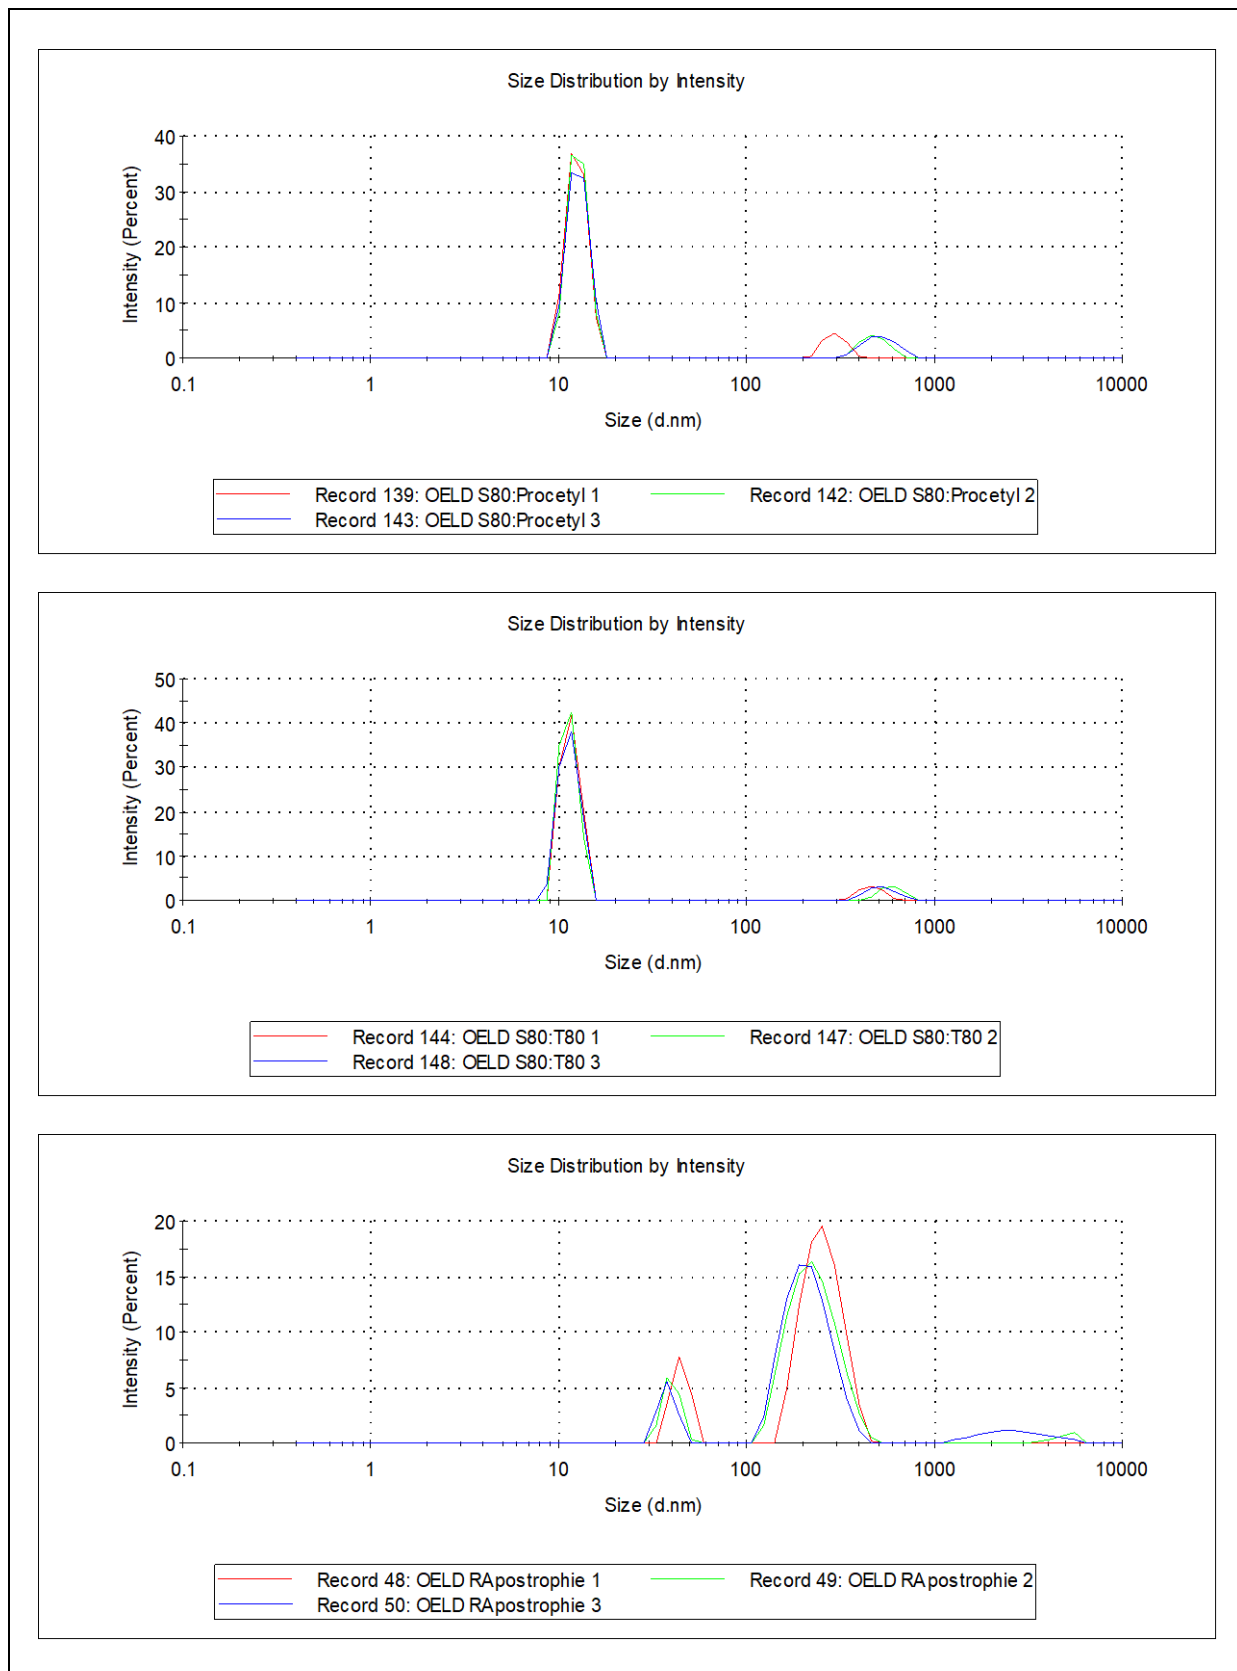 Size Distribution by Intensity
40
30
20
10
0
Intensity (Percent)
0.1 1 10 100 1000 10000
Size (d.nm)
Record 139: OELD S80:Procetyl 1 Record 142: OELD S80:Procetyl 2
Record 143: OELD S80:Procetyl 3
Size Distribution by Intensity
50
40
30
20
10
0
Intensity (Percent)
0.1 1 10 100 1000 10000
Size (d.nm)
Record 144: OELD S80:T80 1 Record 147: OELD S80:T80 2
Record 148: OELD S80:T80 3
Size Distribution by Intensity
20
15
10
5
0
Intensity (Percent)
0.1 1 10 100 1000 10000
Size (d.nm)
Record 48: OELD RApostrophie 1 Record 49: OELD RApostrophie 2
Record 50: OELD RApostrophie 3